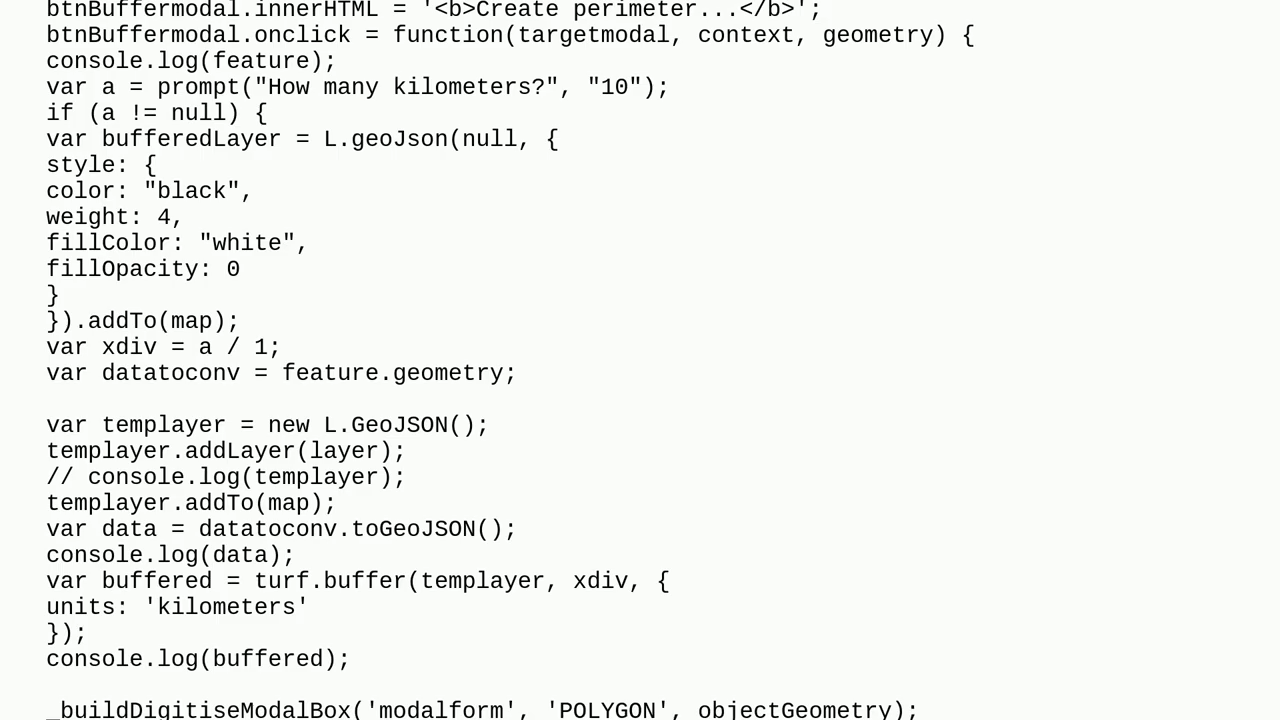 btnBuffermodal.innerHTML = '<b>Create perimeter...</b>';
btnBuffermodal.onclick = function(targetmodal, context, geometry) {
console.log(feature);
var a = prompt("How many kilometers?", "10");
if (a != null) {
var bufferedLayer = L.geoJson(null, {
style: {
color: "black",
weight: 4,
fillColor: "white",
fillOpacity: 0
}
}).addTo(map);
var xdiv = a / 1;
var datatoconv = feature.geometry;

var templayer = new L.GeoJSON();
templayer.addLayer(layer);
// console.log(templayer);
templayer.addTo(map);
var data = datatoconv.toGeoJSON();
console.log(data);
var buffered = turf.buffer(templayer, xdiv, {
units: 'kilometers'
});
console.log(buffered);

_buildDigitiseModalBox('modalform', 'POLYGON', objectGeometry);